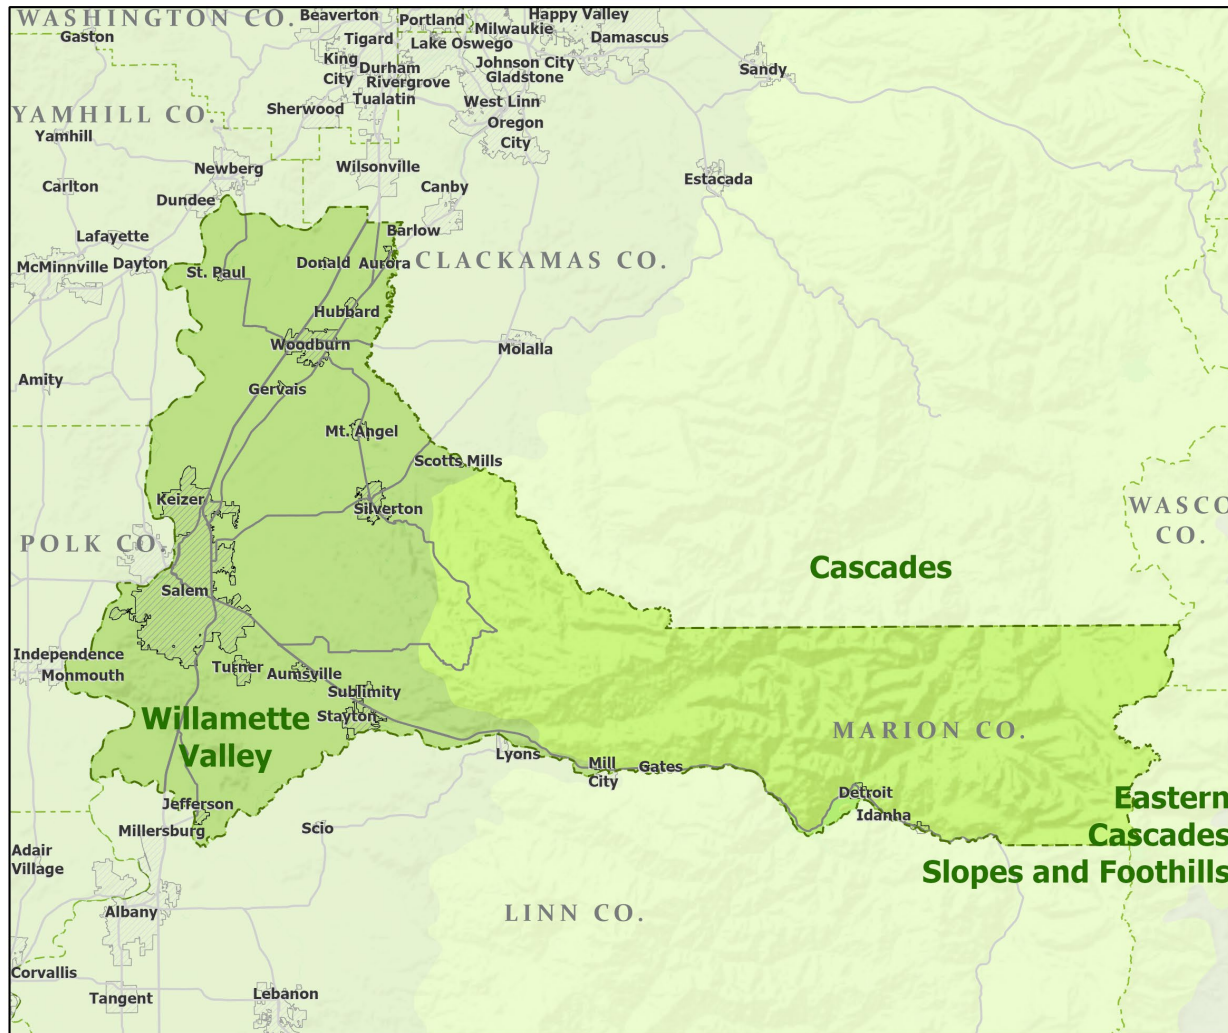 WASHINGTON CO.
Beaverton
Portland
Happy Valley
Gaston
Tigard
Milwaukie
Damascus
Lake Oswego
King
City
Durham
Johnson City
Sandy
Rivergrove
Gladstone
Tualatin
YAMHILL CO.
Sherwood
West Linn
Oregon
City
Yamhill
Newberg
Wilsonville
Estacada
Carlton
Canby
Dundee
Lafayette
Barlow
McMinnville
Dayton
St. Paul
Donald
Aurora
CLACKAMAS CO.
Hubbard
Woodburn
Molalla
Amity
Gervais
Mt. Angel
Scotts Mills
Keizer
Silverton
WASCO
CO.
POLK CO.
Cascades
Salem
Independence
Monmouth
Turner
Aumsville
Sublimity
Stayton
Willamette
Valley
MARION CO.
Lyons
Mill
City
Gates
Detroit
Idanha
Eastern
Cascades
Slopes and Foothills
Jefferson
Millersburg
Scio
Adair
Village
Albany
LINN CO.
Corvallis
Tangent
Lebanon